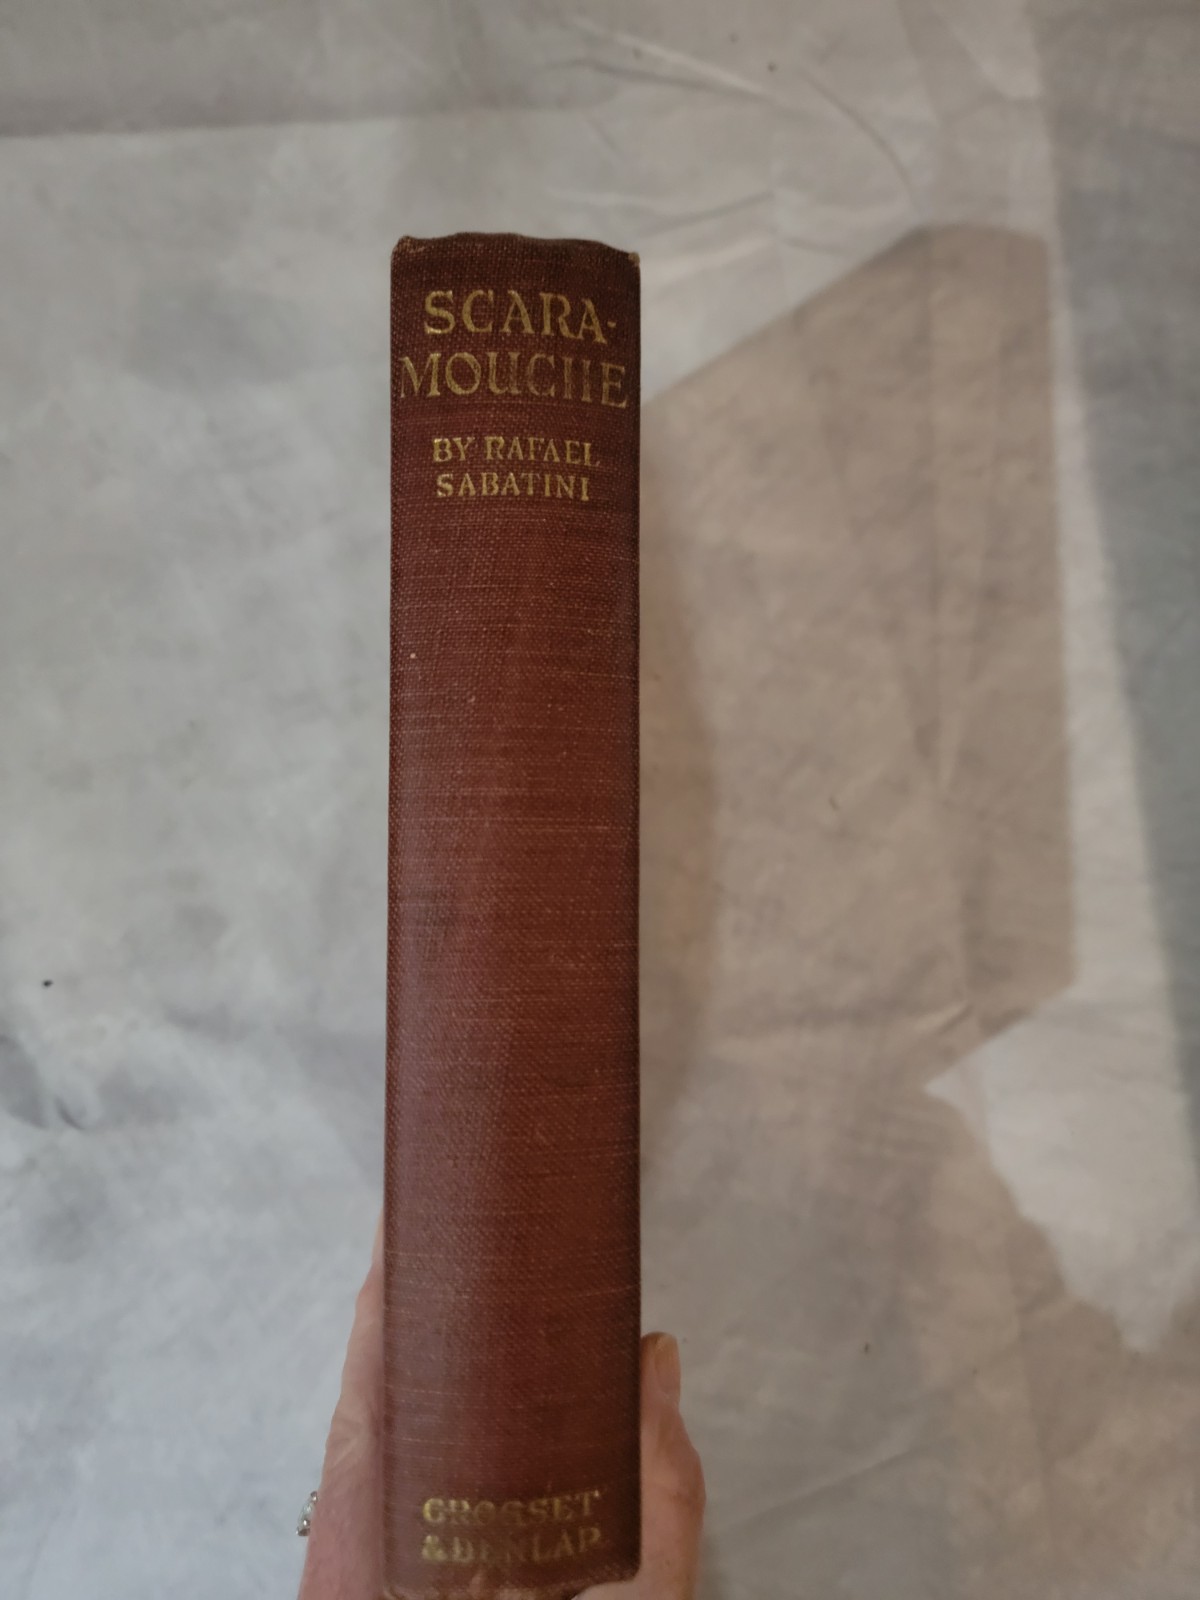 SCARA-
MOUCHE
BY RAFAEL
SABATINI
GROSSET
& DUNLAP